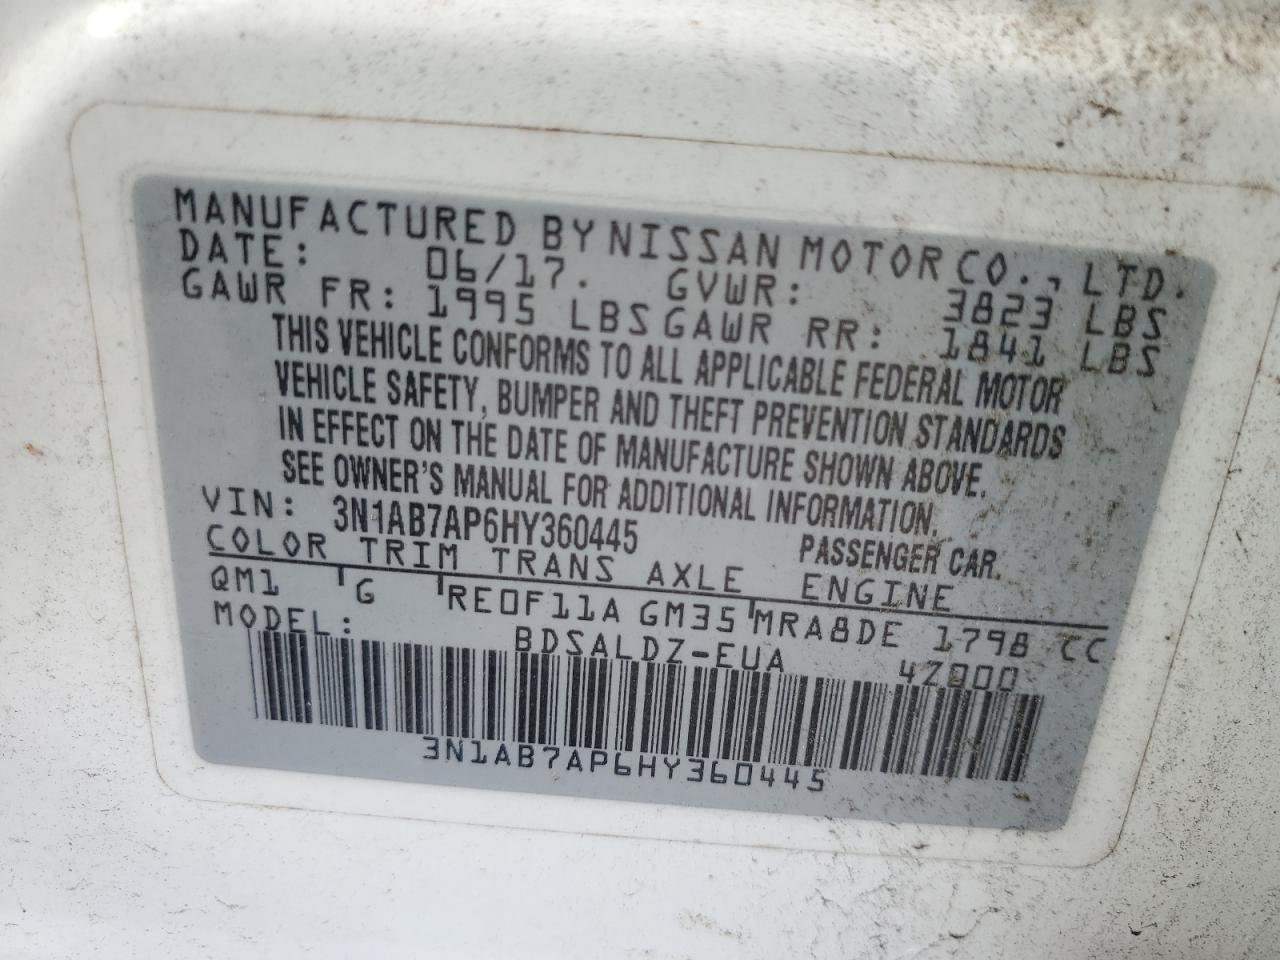 MANUFACTURED BY NISSAN MOTOR CO., LTD.
DATE: 06/17. GVWR: 3823 LBS
GAWR FR: 1995 LBS GAWR RR: 1841 LBS
THIS VEHICLE CONFORMS TO ALL APPLICABLE FEDERAL MOTOR
VEHICLE SAFETY, BUMPER AND THEFT PREVENTION STANDARDS
IN EFFECT ON THE DATE OF MANUFACTURE SHOWN ABOVE.
SEE OWNER'S MANUAL FOR ADDITIONAL INFORMATION.
VIN: 3N1AB7AP6HY360445 PASSENGER CAR.
COLOR TRIM TRANS AXLE ENGINE
QM1 G RE0F11A GM35 MRA8DE 1798 CC
MODEL: BDSALDZ-EUA 4Z000
3N1AB7AP6HY360445